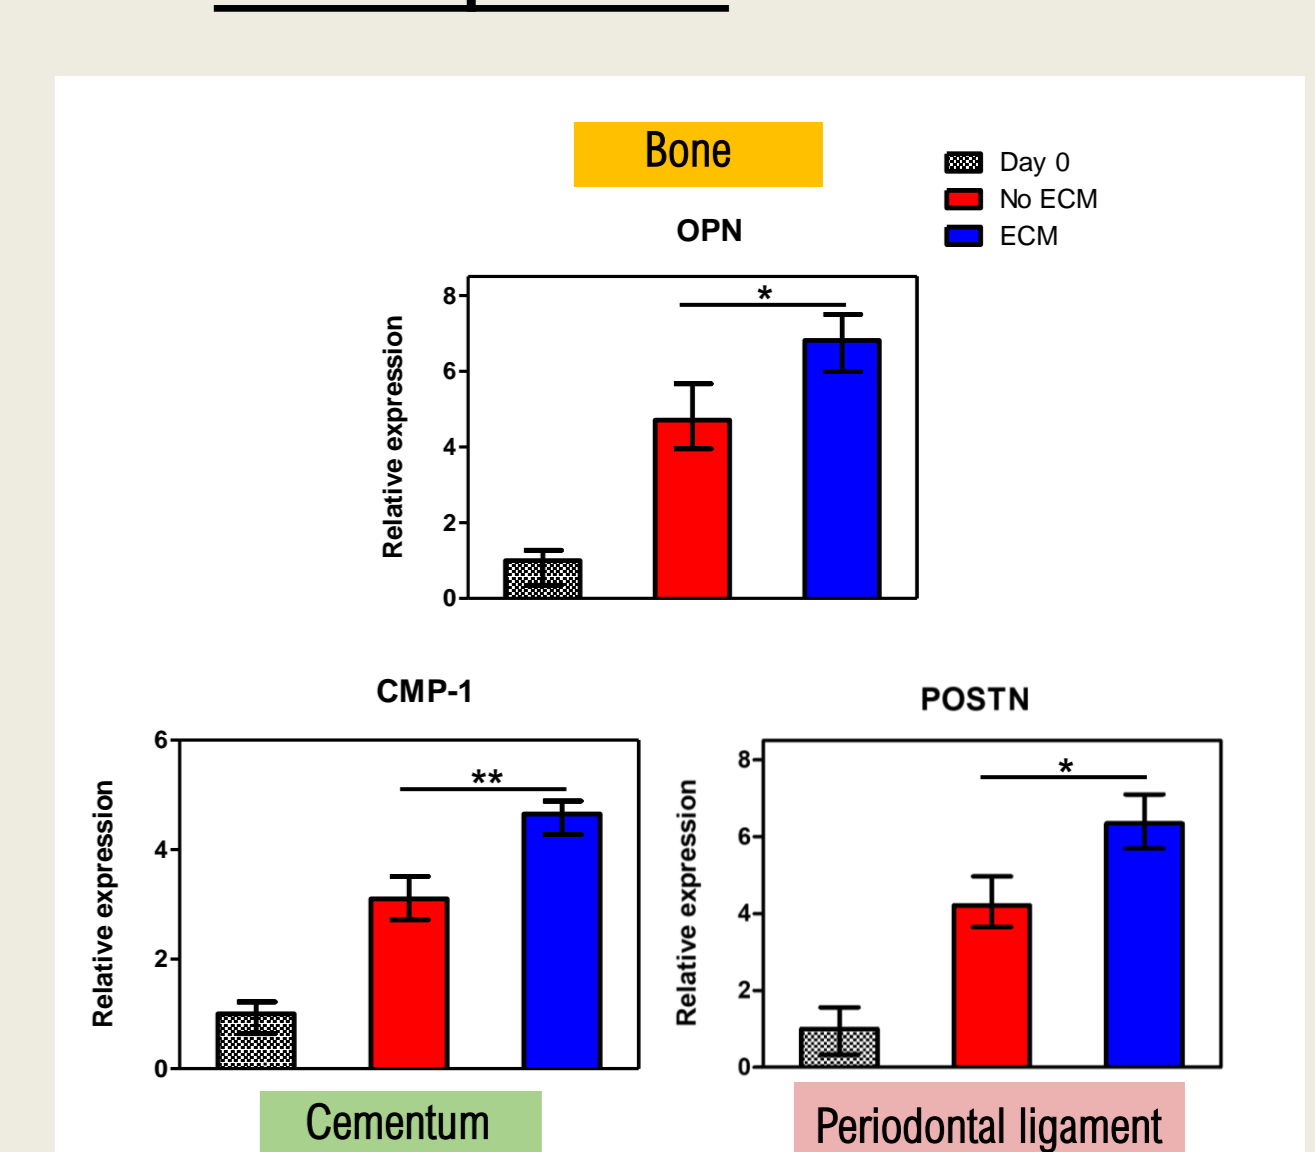 Bone
Day 0
No ECM
ECM
OPN
Relative expression
8
6
4
2
0
*
CMP-1
Relative expression
6
4
2
0
**
Cementum
POSTN
Relative expression
8
6
4
2
0
*
Periodontal ligament